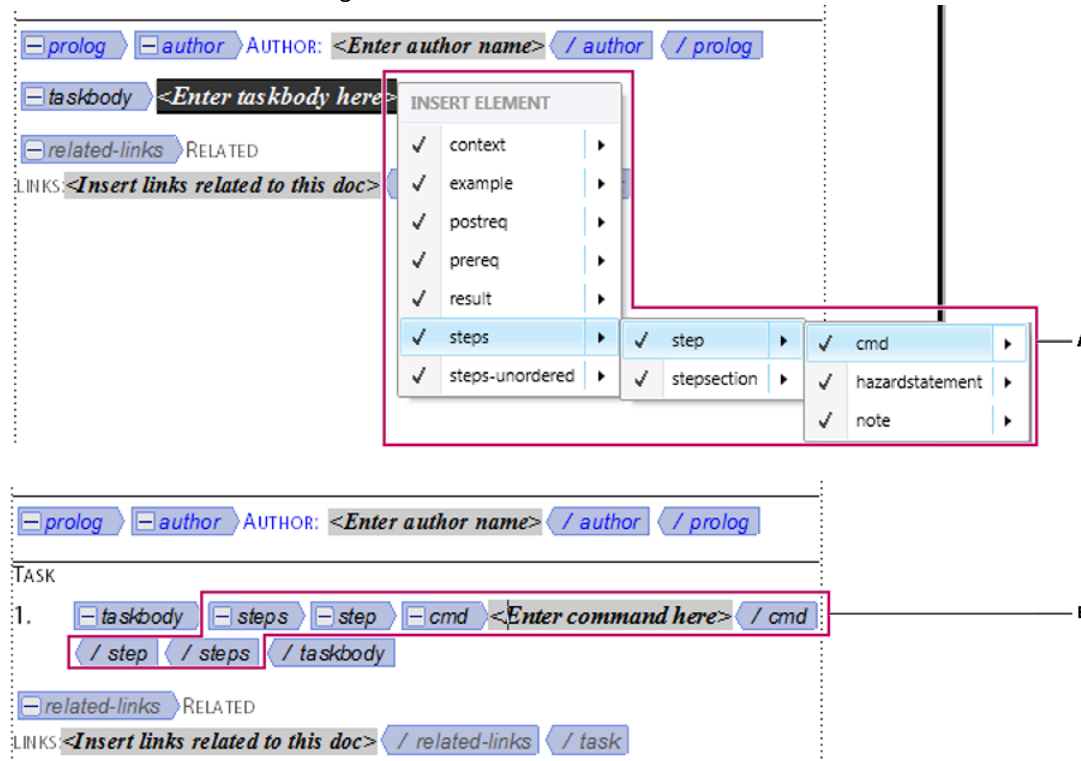 prolog author AUTHOR: <Enter author name> / author / prolog
taskbody <Enter taskbody here>
INSERT ELEMENT
context
example
postreq
prereq
result
steps step cmd
steps-unordered stepsection hazardstatement
note
related-links RELATED
LINKS:<Insert links related to this doc>
A
prolog author AUTHOR: <Enter author name> / author / prolog
TASK
1. taskbody steps step cmd <Enter command here> / cmd
/ step / steps / taskbody
related-links RELATED
LINKS:<Insert links related to this doc> / related-links / task